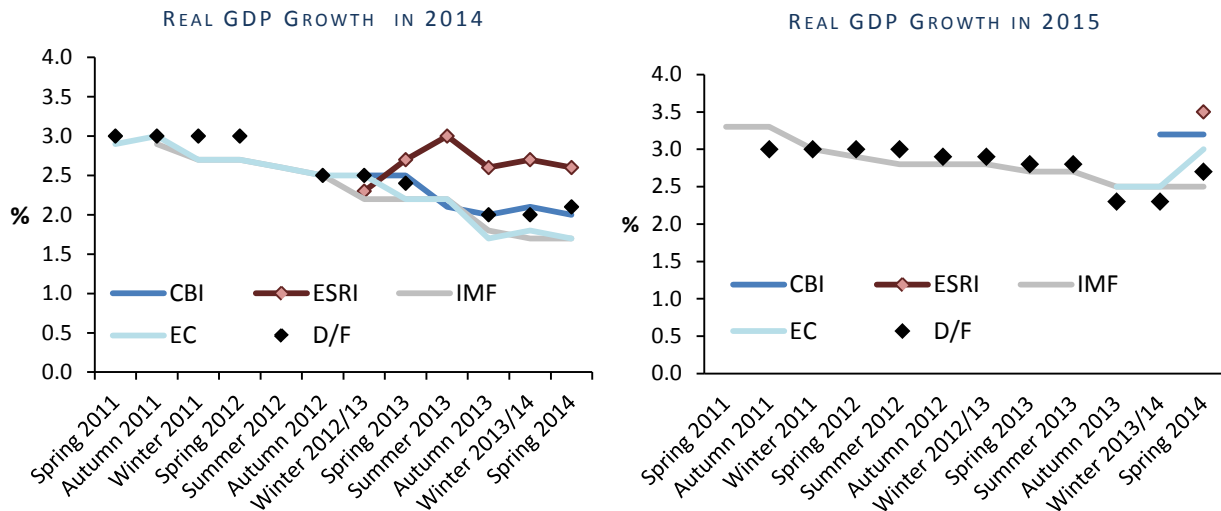 REAL GDP GROWTH IN 2014
4.0
3.5
3.0
2.5
2.0
1.5
1.0
0.5
0.0
%
CBI ESRI IMF
EC D/F
Spring 2011
Autumn 2011
Winter 2011
Spring 2012
Summer 2012
Autumn 2012
Winter 2012/13
Spring 2013
Summer 2013
Autumn 2013
Winter 2013/14
Spring 2014
REAL GDP GROWTH IN 2015
4.0
3.5
3.0
2.5
2.0
1.5
1.0
0.5
0.0
%
CBI ESRI IMF
EC D/F
Spring 2011
Autumn 2011
Winter 2011
Spring 2012
Summer 2012
Autumn 2012
Winter 2012/13
Spring 2013
Summer 2013
Autumn 2013
Winter 2013/14
Spring 2014